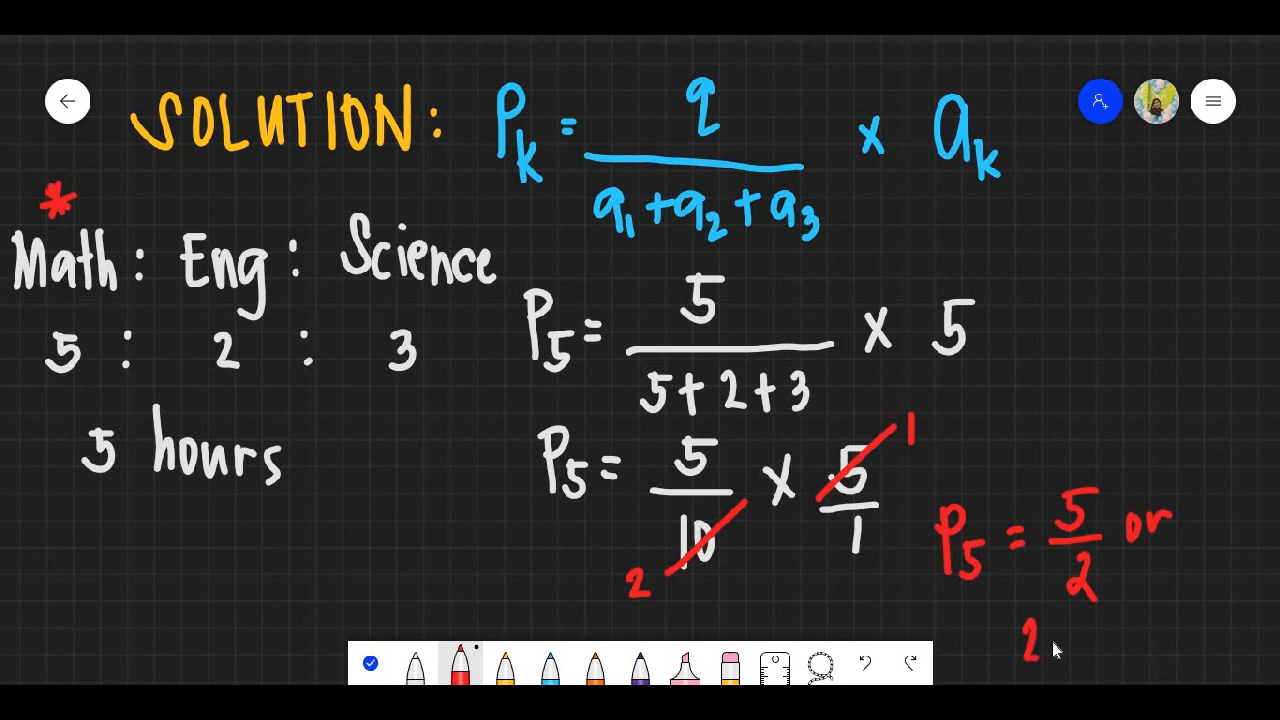 SOLUTION: Pk = q / a1 + a2 + a3 x ak
*
Math : Eng : Science
5 : 2 : 3
5 hours
P5 = 5 / 5 + 2 + 3 x 5
P5 = 5 / 10 x 5 / 1
1
2
P5 = 5 / 2 or
2